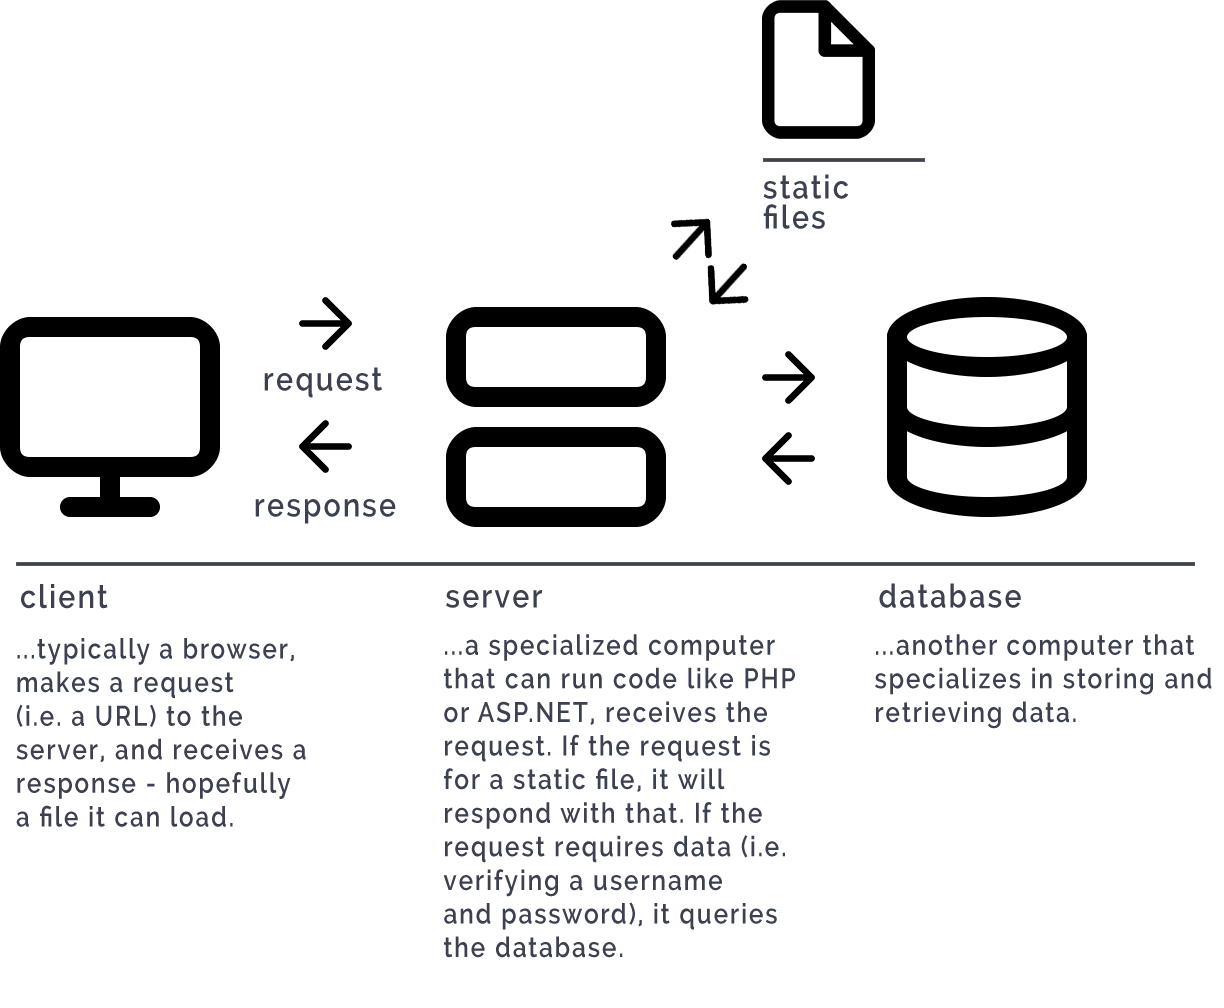 static
files
request
response
client
...typically a browser,
makes a request
(i.e. a URL) to the
server, and receives a
response - hopefully
a file it can load.
server
...a specialized computer
that can run code like PHP
or ASP.NET, receives the
request. If the request is
for a static file, it will
respond with that. If the
request requires data (i.e.
verifying a username
and password), it queries
the database.
database
...another computer that
specializes in storing and
retrieving data.